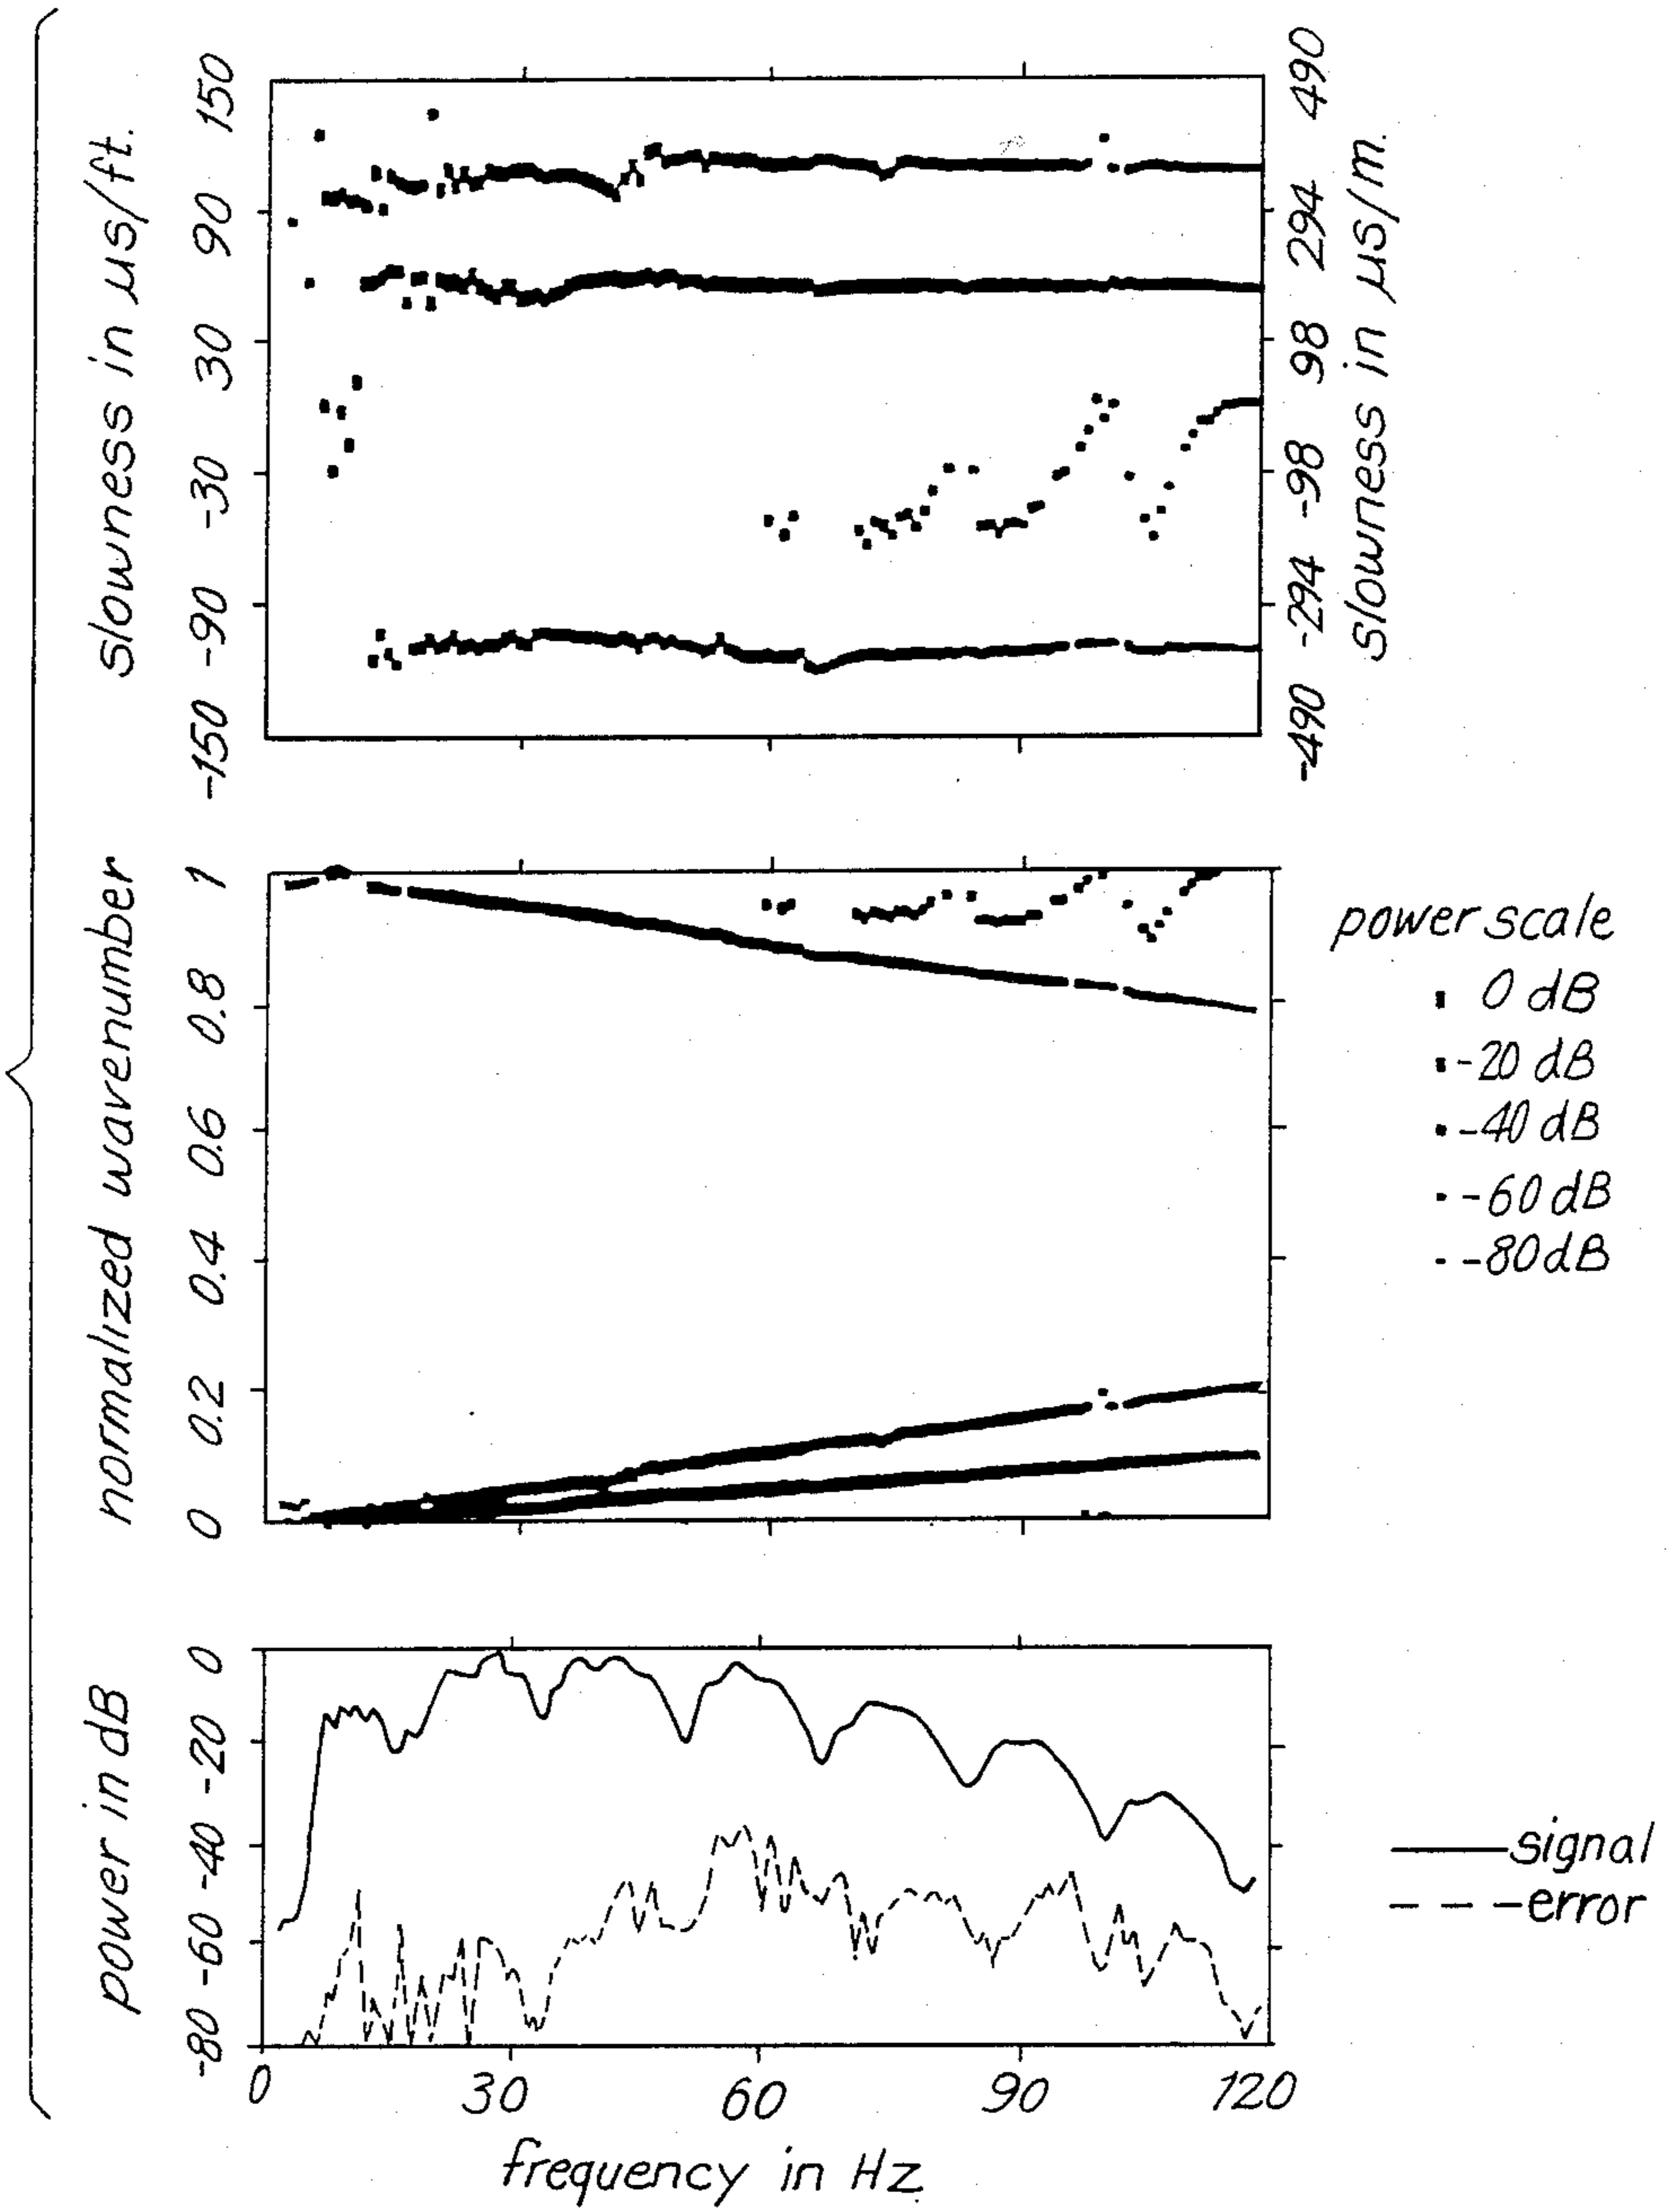 slowness in μs/ft.
150
90
30
-30
-90
-150
490
294
98
-98
-294
-490
slowness in μs/m.
normalized wavenumber
1
0.8
0.6
0.4
0.2
0
power scale
0 dB
-20 dB
-40 dB
-60 dB
-80 dB
power in dB
0
-20
-40
-60
-80
signal
error
0 30 60 90 120
frequency in Hz